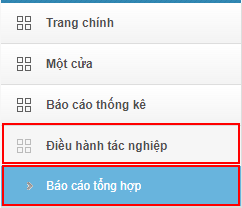 Trang chính
Một cửa
Báo cáo thống kê
Điều hành tác nghiệp
Báo cáo tổng hợp